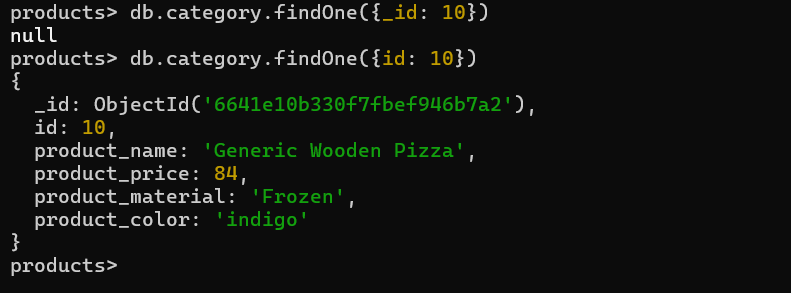 products> db.category.findOne({_id: 10})
null
products> db.category.findOne({id: 10})
{
  _id: ObjectId('6641e10b330f7fbef946b7a2'),
  id: 10,
  product_name: 'Generic Wooden Pizza',
  product_price: 84,
  product_material: 'Frozen',
  product_color: 'indigo'
}
products>